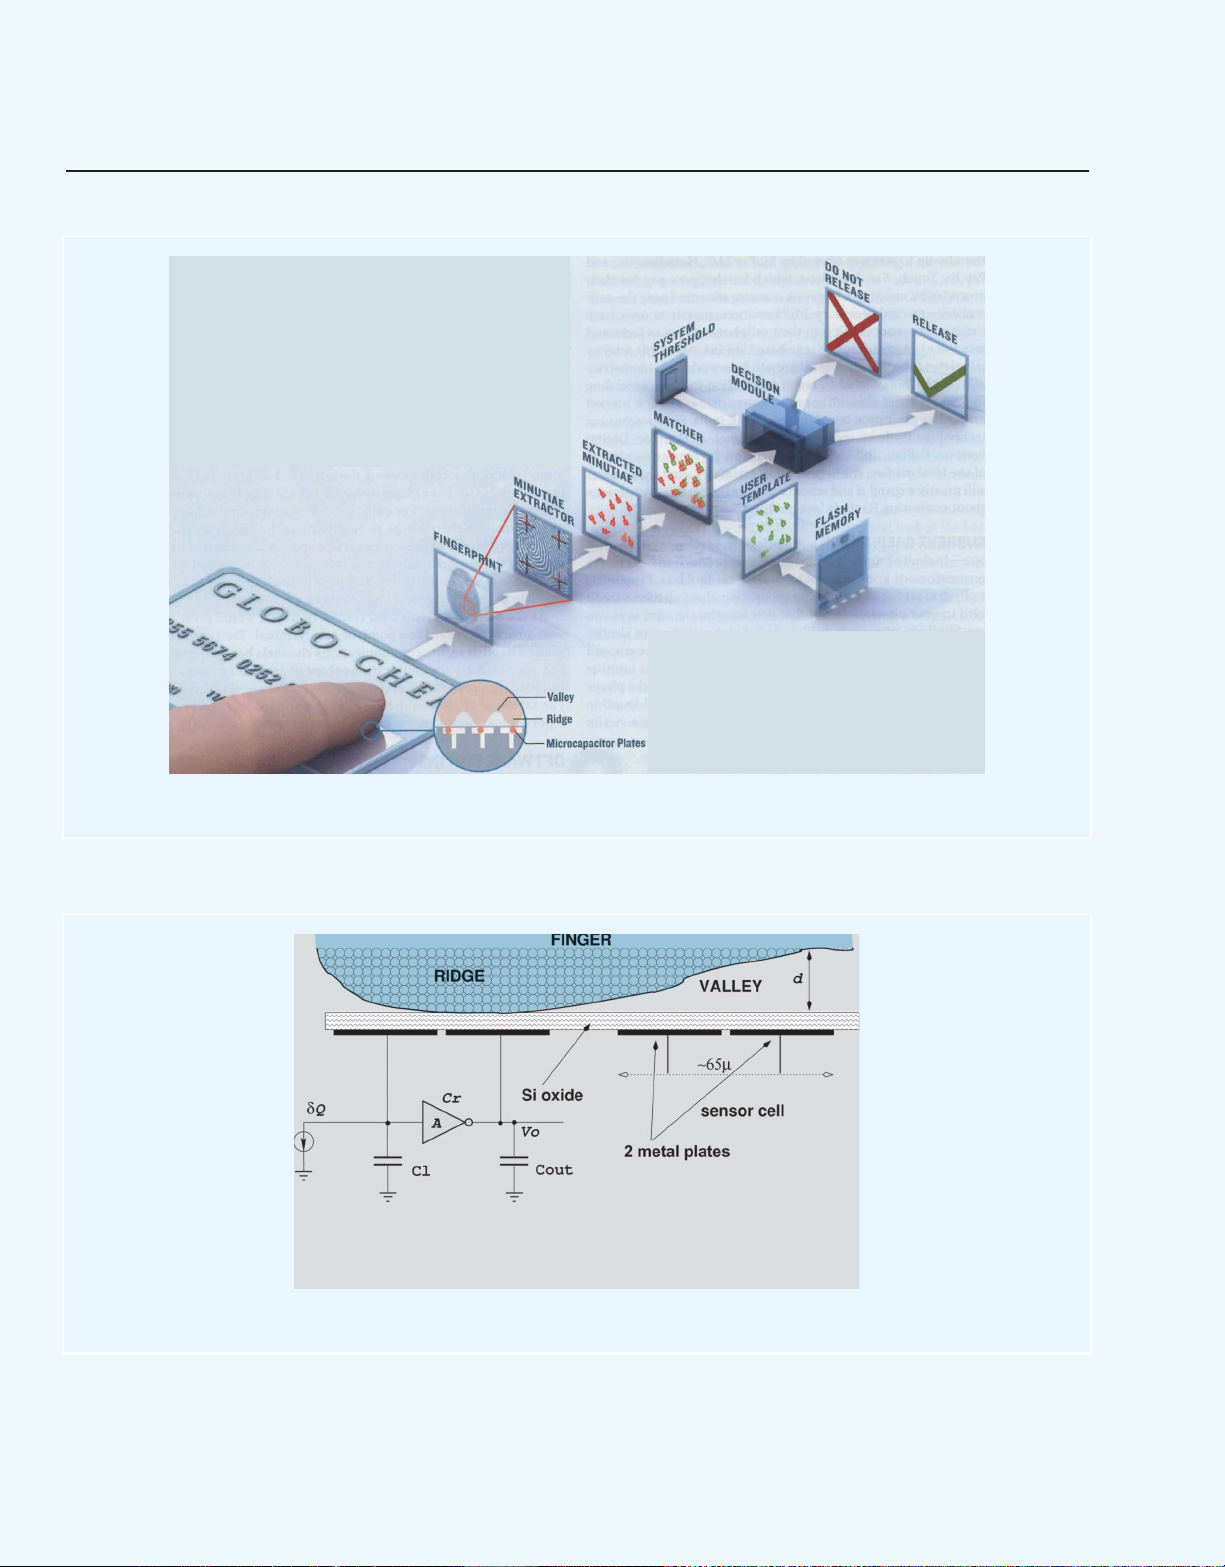 DO NOT
RELEASE
RELEASE
SYSTEM
THRESHOLD
DECISION
MODULE
MATCHER
EXTRACTED
MINUTIAE
USER
TEMPLATE
MINUTIAE
EXTRACTOR
FLASH
MEMORY
FINGERPRINT
GLOBO-CHE
5674 0252
Valley
Ridge
Microcapacitor Plates
FINGER
RIDGE
VALLEY
d
~65µ
Si oxide
sensor cell
Cr
δQ
A
Vo
2 metal plates
Cl
Cout